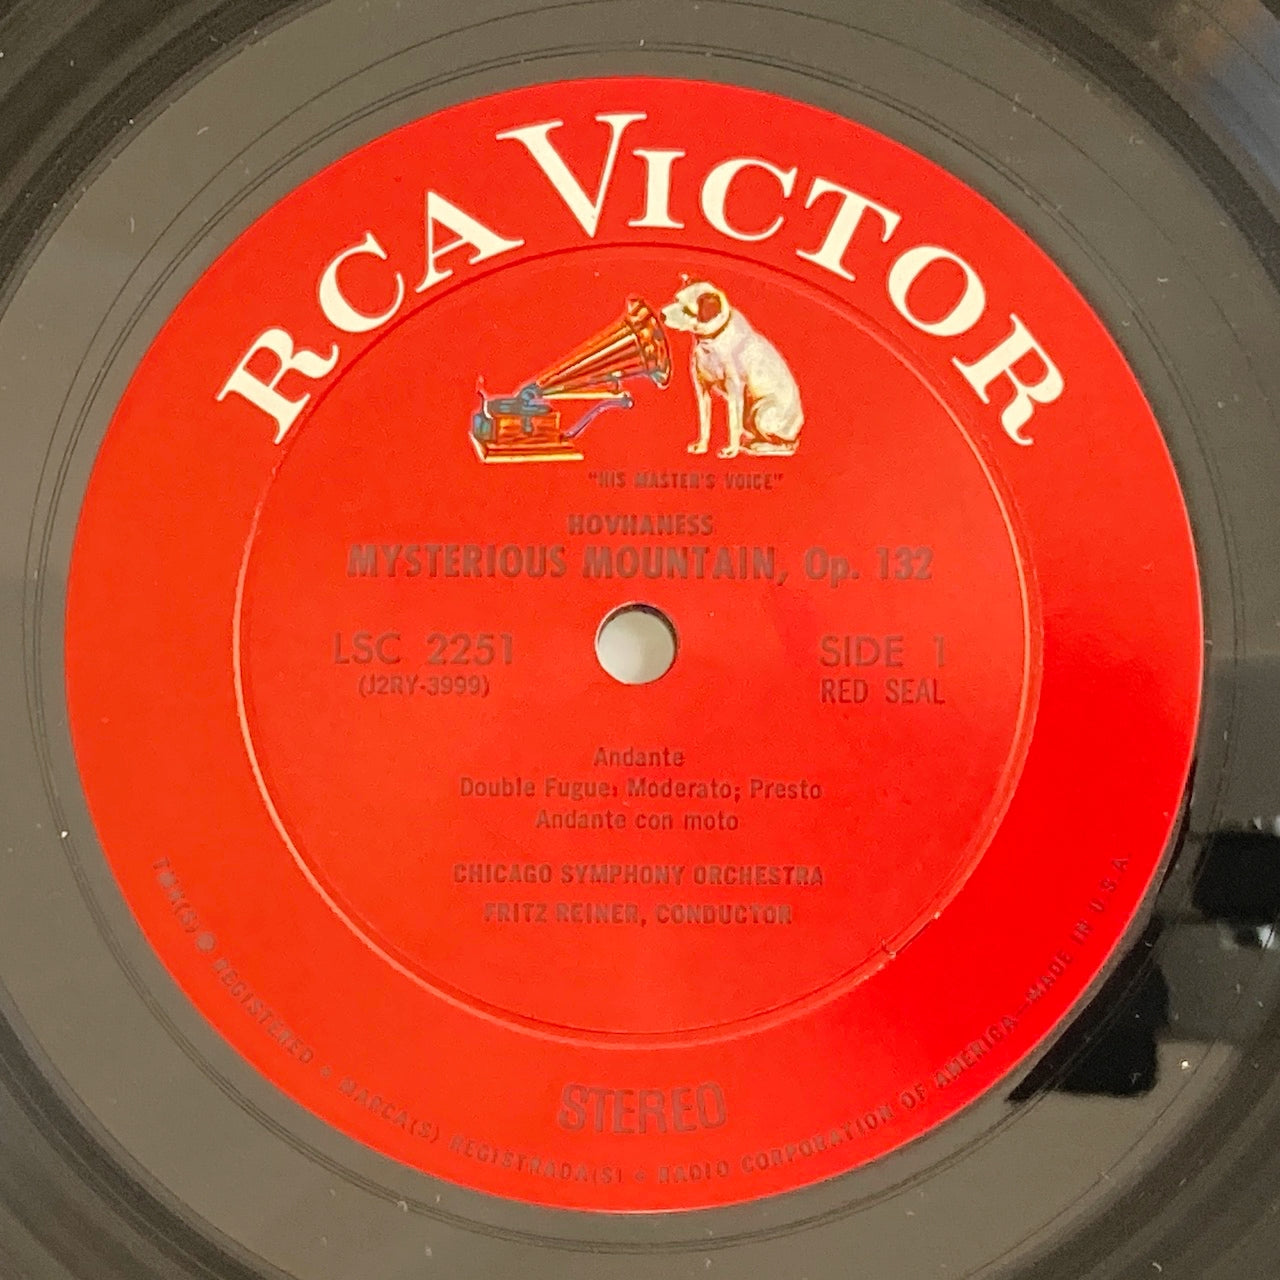 RCA VICTOR
"HIS MASTER'S VOICE"
HOVHANESS
MYSTERIOUS MOUNTAIN, Op. 132
LSC 2251
SIDE 1
(J2RY-3999)
RED SEAL
Andante
Double Fugue: Moderato; Presto
Andante con moto
CHICAGO SYMPHONY ORCHESTRA
FRITZ REINER, CONDUCTOR
STEREO
TMK(S) ® REGISTERED • MARCA(S) REGISTRADA(S) • RADIO CORPORATION OF AMERICA—MADE IN U.S.A